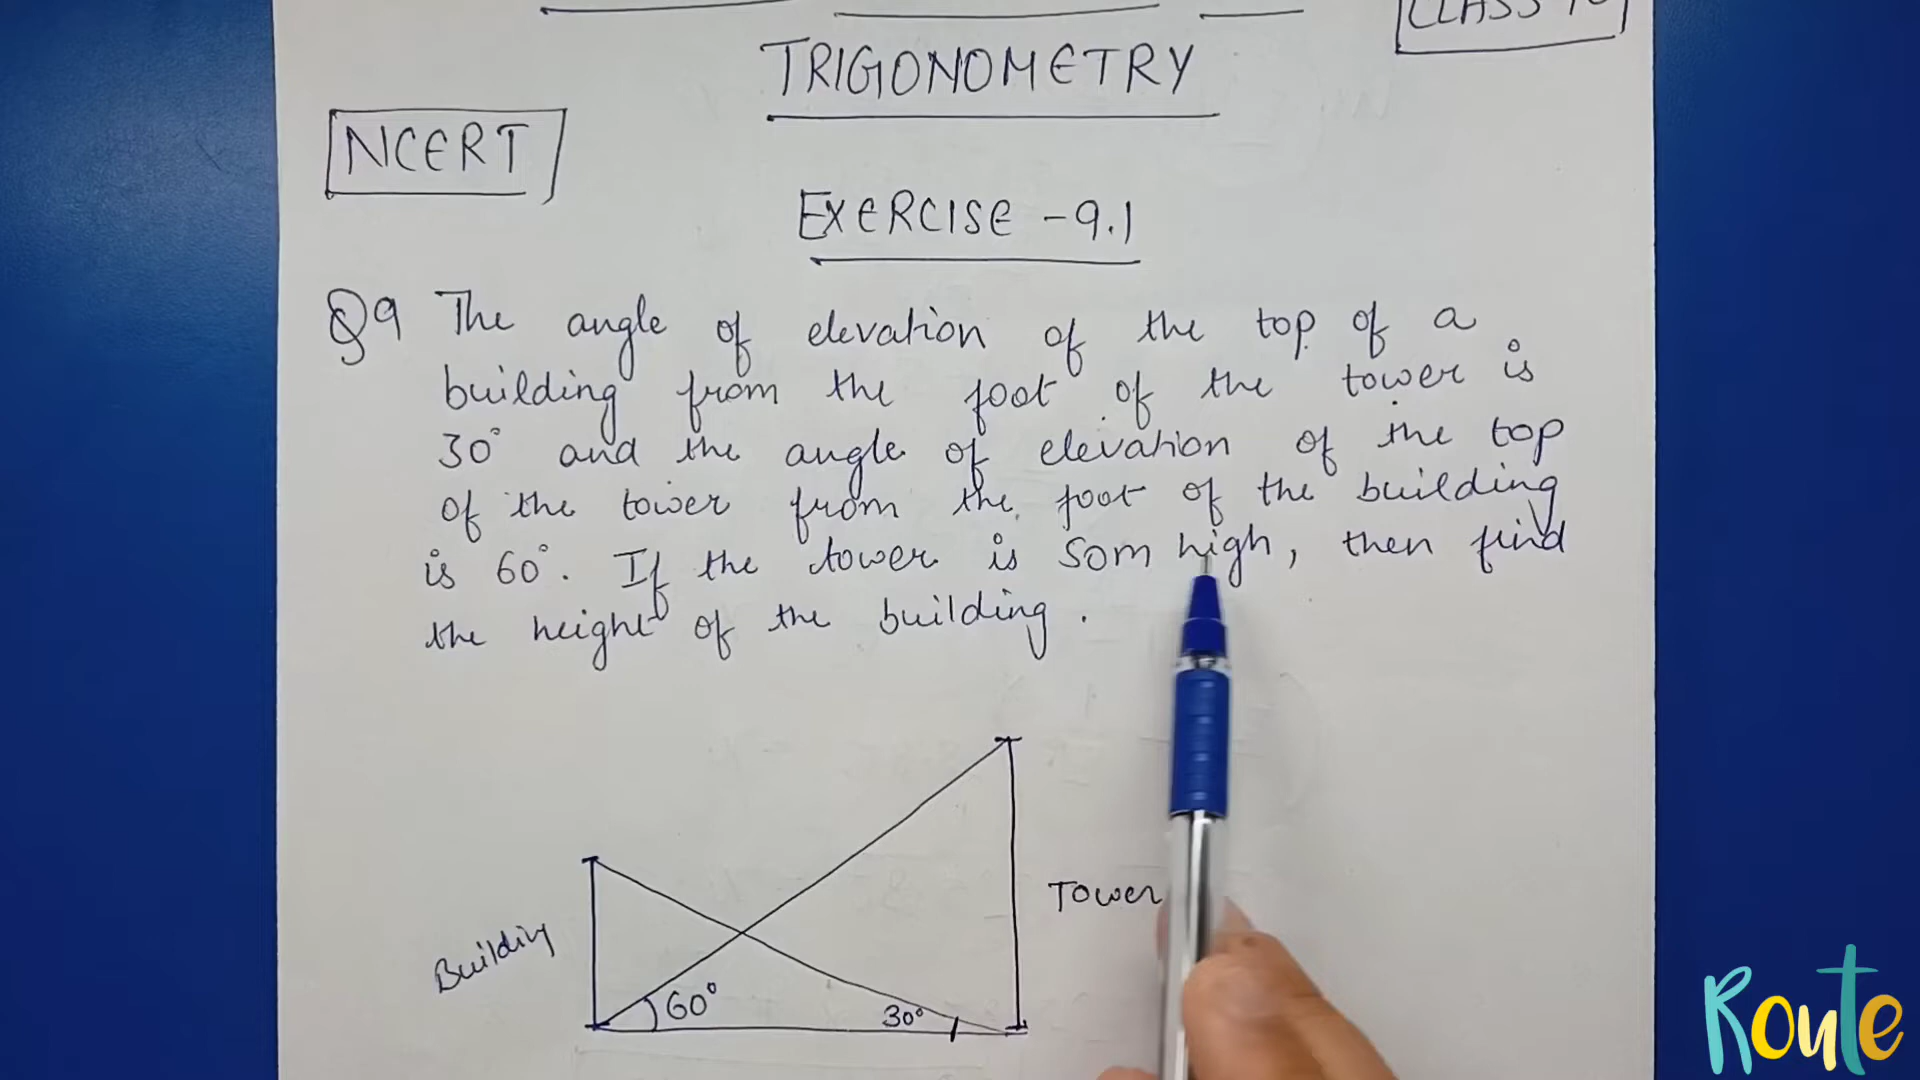 CLASS 10
TRIGONOMETRY
NCERT
EXERCISE -9.1
Q9 The angle of elevation of the top of a
building from the foot of the tower is
30° and the angle of elevation of the top
of the tower from the foot of the building
is 60°. If the tower is 50m high, then find
the height of the building.
Tower
Building
60°
30°
Route